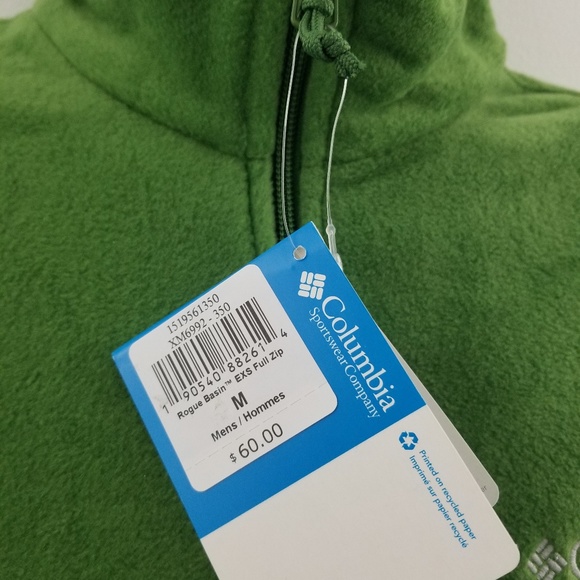 1519561350
XM6992 - 350
1 90540 88261 4
Rogue Basin™ EXS Full Zip
M
Mens / Hommes
$ 60.00
Columbia
Sportswear Company
Printed on recycled paper
Imprimé sur papier recyclé